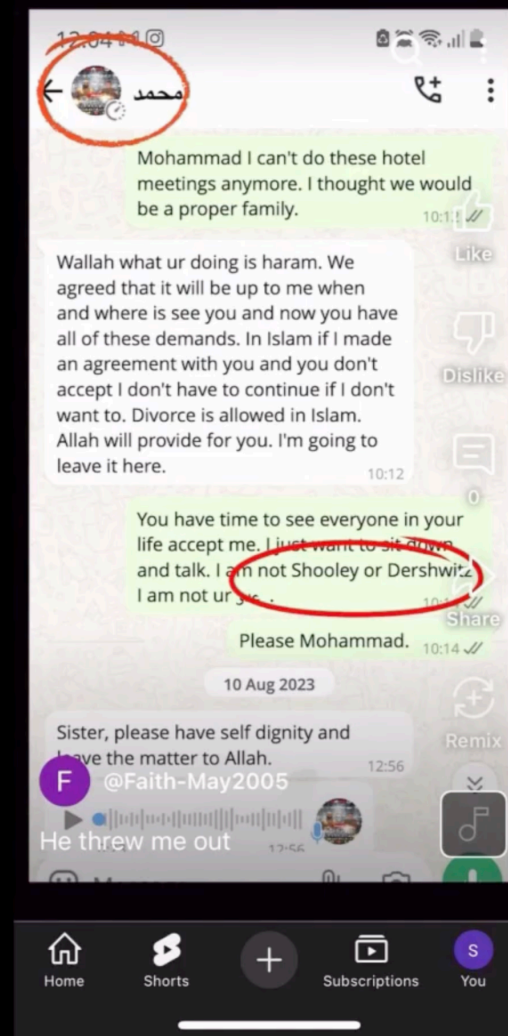 12:04
محمد
Mohammad I can't do these hotel
meetings anymore. I thought we would
be a proper family.
Like
Wallah what ur doing is haram. We
agreed that it will be up to me when
and where is see you and now you have
all of these demands. In Islam if I made
an agreement with you and you don't
accept I don't have to continue if I don't
want to. Divorce is allowed in Islam.
Allah will provide for you. I'm going to
leave it here.
10:12
Dislike
0
You have time to see everyone in your
life accept me. I just want to sit down
and talk. I am not Shooley or Dershwitz
I am not ur
Share
Please Mohammad.
10:14
10 Aug 2023
Remix
Sister, please have self dignity and
leave the matter to Allah.
12:56
F
@Faith-May2005
He threw me out
12:56
Home
Shorts
Subscriptions
S
You